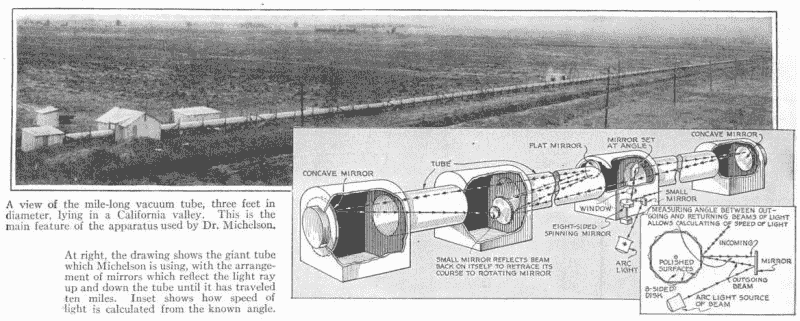 A view of the mile-long vacuum tube, three feet in
diameter, lying in a California valley. This is the
main feature of the apparatus used by Dr. Michelson.
At right, the drawing shows the giant tube
which Michelson is using, with the arrange-
ment of mirrors which reflect the light ray
up and down the tube until it has traveled
ten miles. Inset shows how speed of
light is calculated from the known angle.
CONCAVE MIRROR
TUBE
FLAT MIRROR
MIRROR SET
AT ANGLE
CONCAVE MIRROR
SMALL
MIRROR
WINDOW
EIGHT-SIDED
SPINNING MIRROR
ARC
LIGHT
SMALL MIRROR REFLECTS BEAM
BACK ON ITSELF TO RETRACE ITS
COURSE TO ROTATING MIRROR
MEASURING ANGLE BETWEEN OUT-
GOING AND RETURNING BEAMS OF LIGHT
ALLOWS CALCULATING OF SPEED OF LIGHT
INCOMING
POLISHED
SURFACES
MIRROR
OUTGOING
BEAM
8-SIDED
DISK
ARC LIGHT SOURCE
OF BEAM